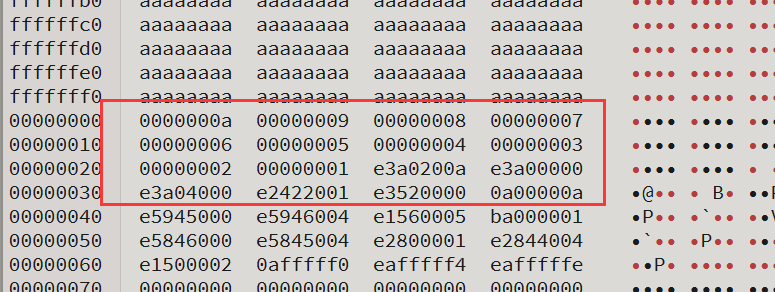 ffffffb0 aaaaaaaa aaaaaaaa aaaaaaaa aaaaaaaa
ffffffc0 aaaaaaaa aaaaaaaa aaaaaaaa aaaaaaaa
ffffffd0 aaaaaaaa aaaaaaaa aaaaaaaa aaaaaaaa
ffffffe0 aaaaaaaa aaaaaaaa aaaaaaaa aaaaaaaa
fffffff0 aaaaaaaa aaaaaaaa aaaaaaaa aaaaaaaa
00000000 0000000a 00000009 00000008 00000007
00000010 00000006 00000005 00000004 00000003
00000020 00000002 00000001 e3a0200a e3a00000
00000030 e3a04000 e2422001 e3520000 0a00000a •@•• • B• ••
00000040 e5945000 e5946004 e1560005 ba000001 •P•• •`••
00000050 e5846000 e5845004 e2800001 e2844004 •`•• •P••
00000060 e1500002 0afffff0 eafffff4 eafffffe ••P•
00000070 00000000 00000000 00000000 00000000